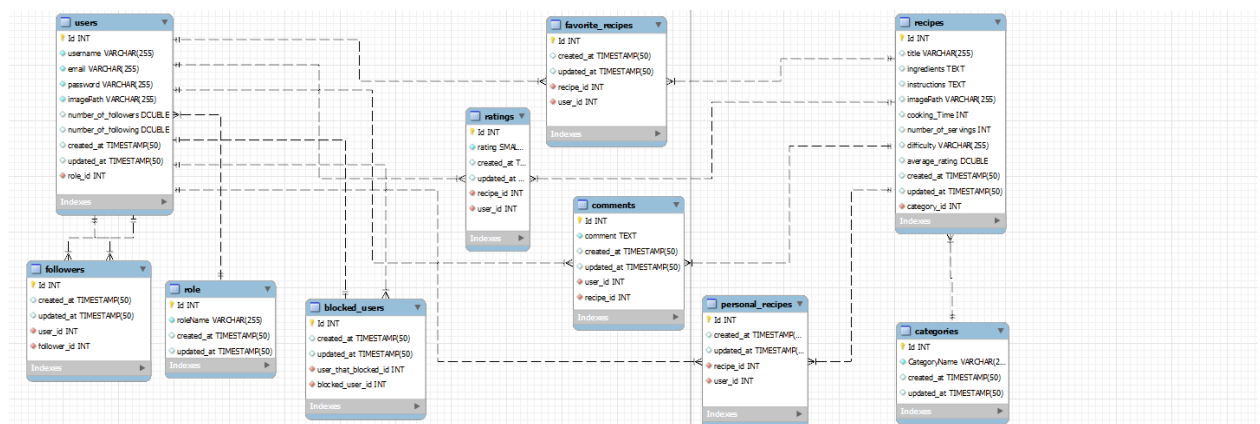 users
Id INT
username VARCHAR(255)
email VARCHAR(255)
password VARCHAR(255)
imagePath VARCHAR(255)
number_of_followers DOUBLE
number_of_following DOUBLE
created_at TIMESTAMP(50)
updated_at TIMESTAMP(50)
role_id INT
Indexes
followers
Id INT
created_at TIMESTAMP(50)
updated_at TIMESTAMP(50)
user_id INT
follower_id INT
Indexes
role
Id INT
roleName VARCHAR(255)
created_at TIMESTAMP(50)
updated_at TIMESTAMP(50)
Indexes
blocked_users
Id INT
created_at TIMESTAMP(50)
updated_at TIMESTAMP(50)
user_that_blocked_id INT
blocked_user_id INT
Indexes
favorite_recipes
Id INT
created_at TIMESTAMP(50)
updated_at TIMESTAMP(50)
recipe_id INT
user_id INT
Indexes
ratings
Id INT
rating SMAL...
created_at T...
updated_at ...
recipe_id INT
user_id INT
Indexes
comments
Id INT
comment TEXT
created_at TIMESTAMP(50)
updated_at TIMESTAMP(50)
user_id INT
recipe_id INT
Indexes
personal_recipes
Id INT
created_at TIMESTAMP(...
updated_at TIMESTAMP(...
recipe_id INT
user_id INT
Indexes
recipes
Id INT
title VARCHAR(255)
ingredients TEXT
instructions TEXT
imagePath VARCHAR(255)
cooking_Time INT
number_of_servings INT
difficulty VARCHAR(255)
average_rating DOUBLE
created_at TIMESTAMP(50)
updated_at TIMESTAMP(50)
category_id INT
Indexes
categories
Id INT
CategoryName VARCHAR(2...
created_at TIMESTAMP(50)
updated_at TIMESTAMP(50)
Indexes